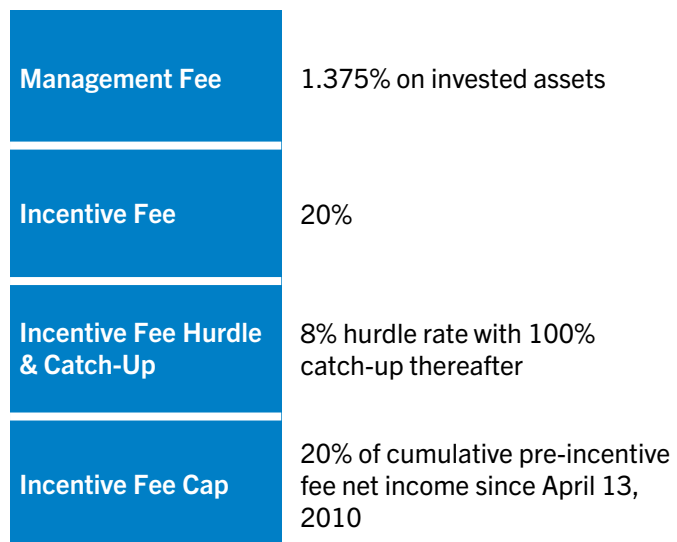 Management Fee
1.375% on invested assets
Incentive Fee
20%
Incentive Fee Hurdle
& Catch-Up
8% hurdle rate with 100%
catch-up thereafter
Incentive Fee Cap
20% of cumulative pre-incentive
fee net income since April 13,
2010